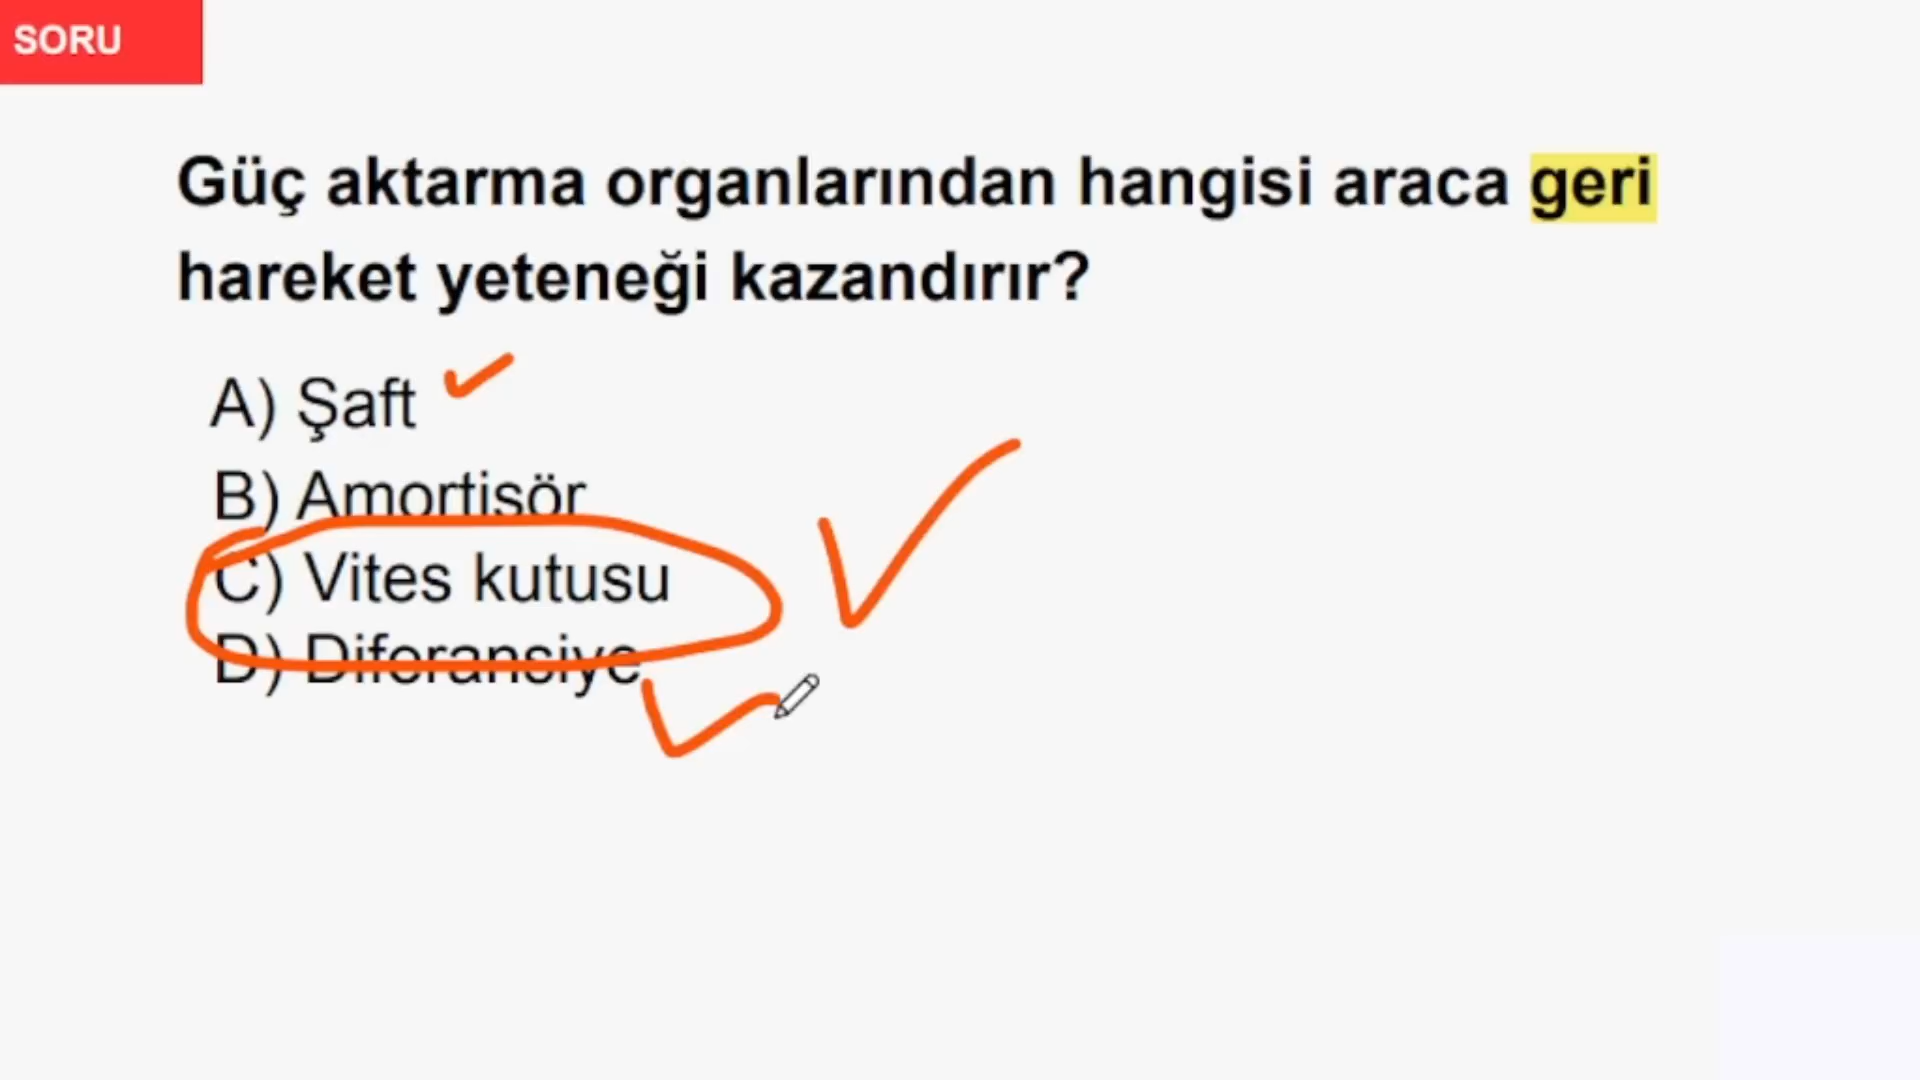 SORU
Güç aktarma organlarından hangisi araca geri
hareket yeteneği kazandırır?
A) Şaft
B) Amortisör
C) Vites kutusu
D) Diferansiye